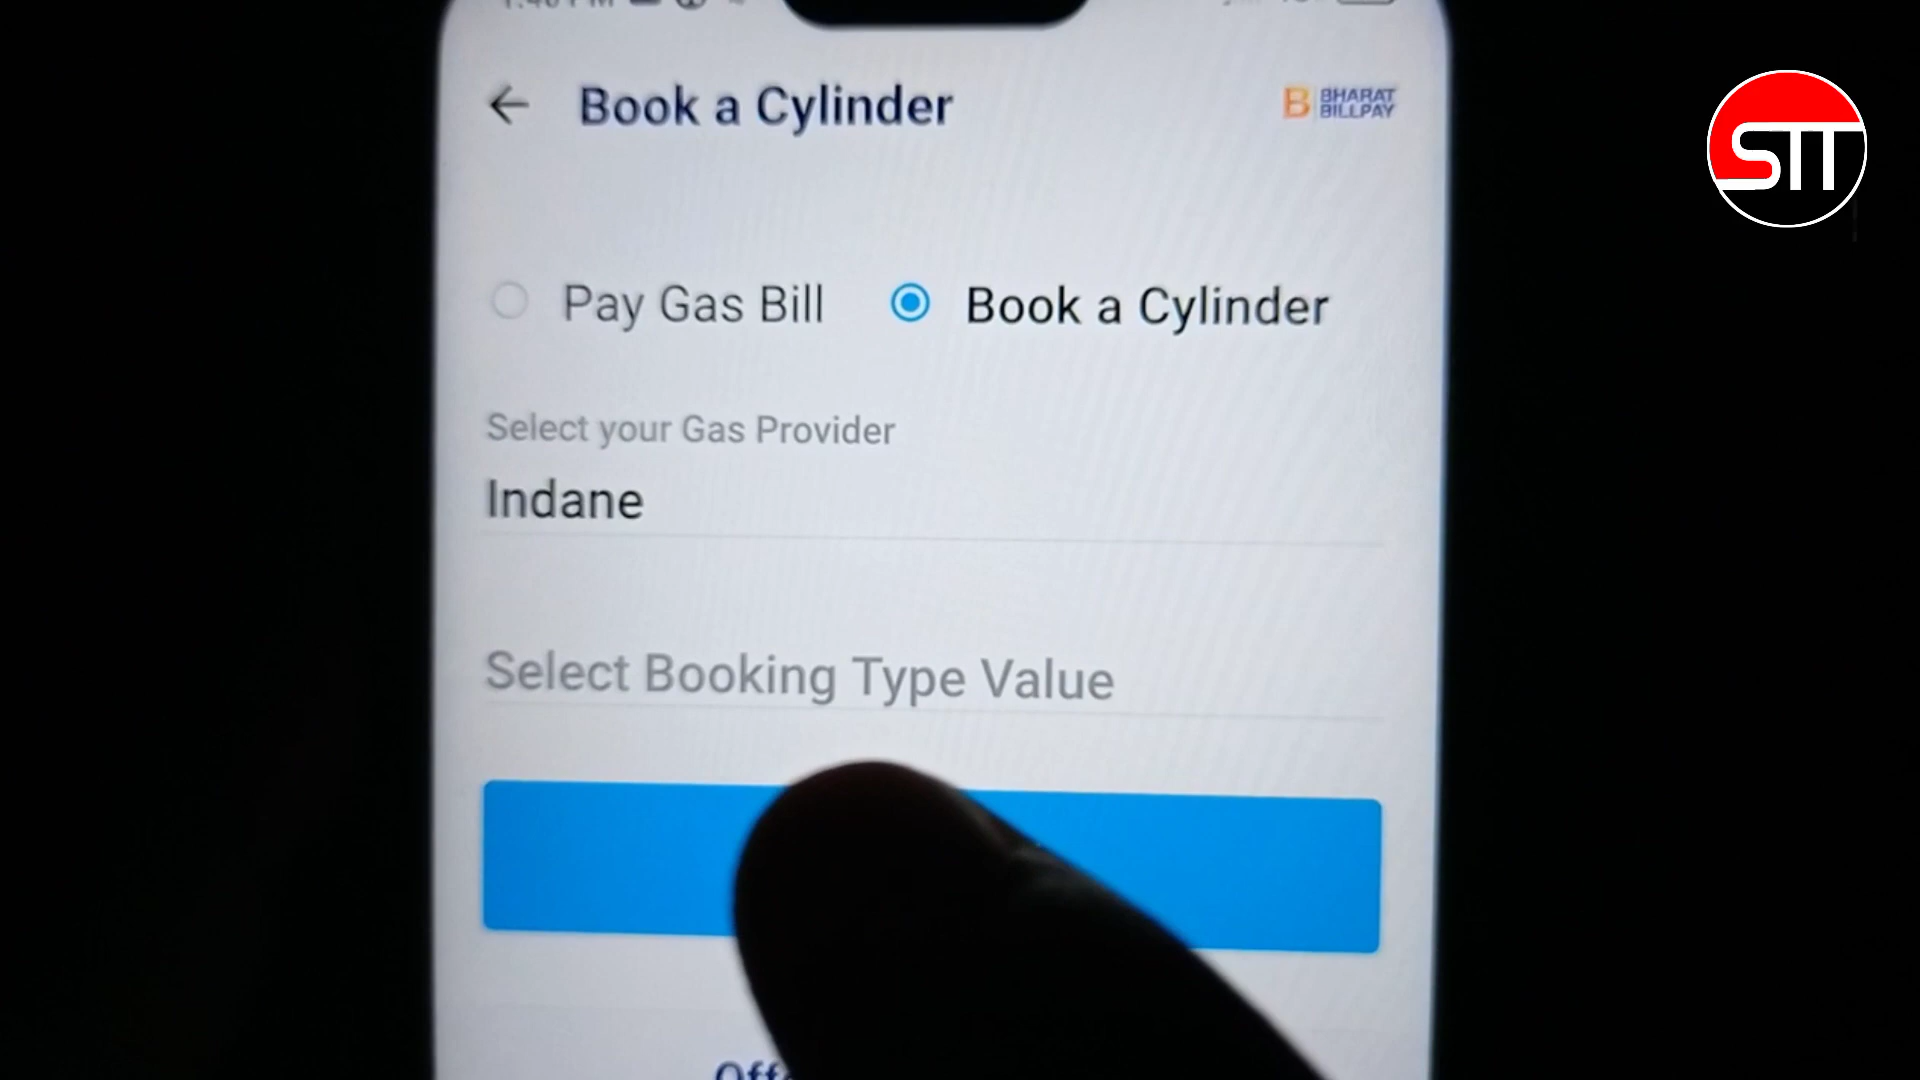 Book a Cylinder
BHARAT
BILLPAY
STT
Pay Gas Bill
Book a Cylinder
Select your Gas Provider
Indane
Select Booking Type Value